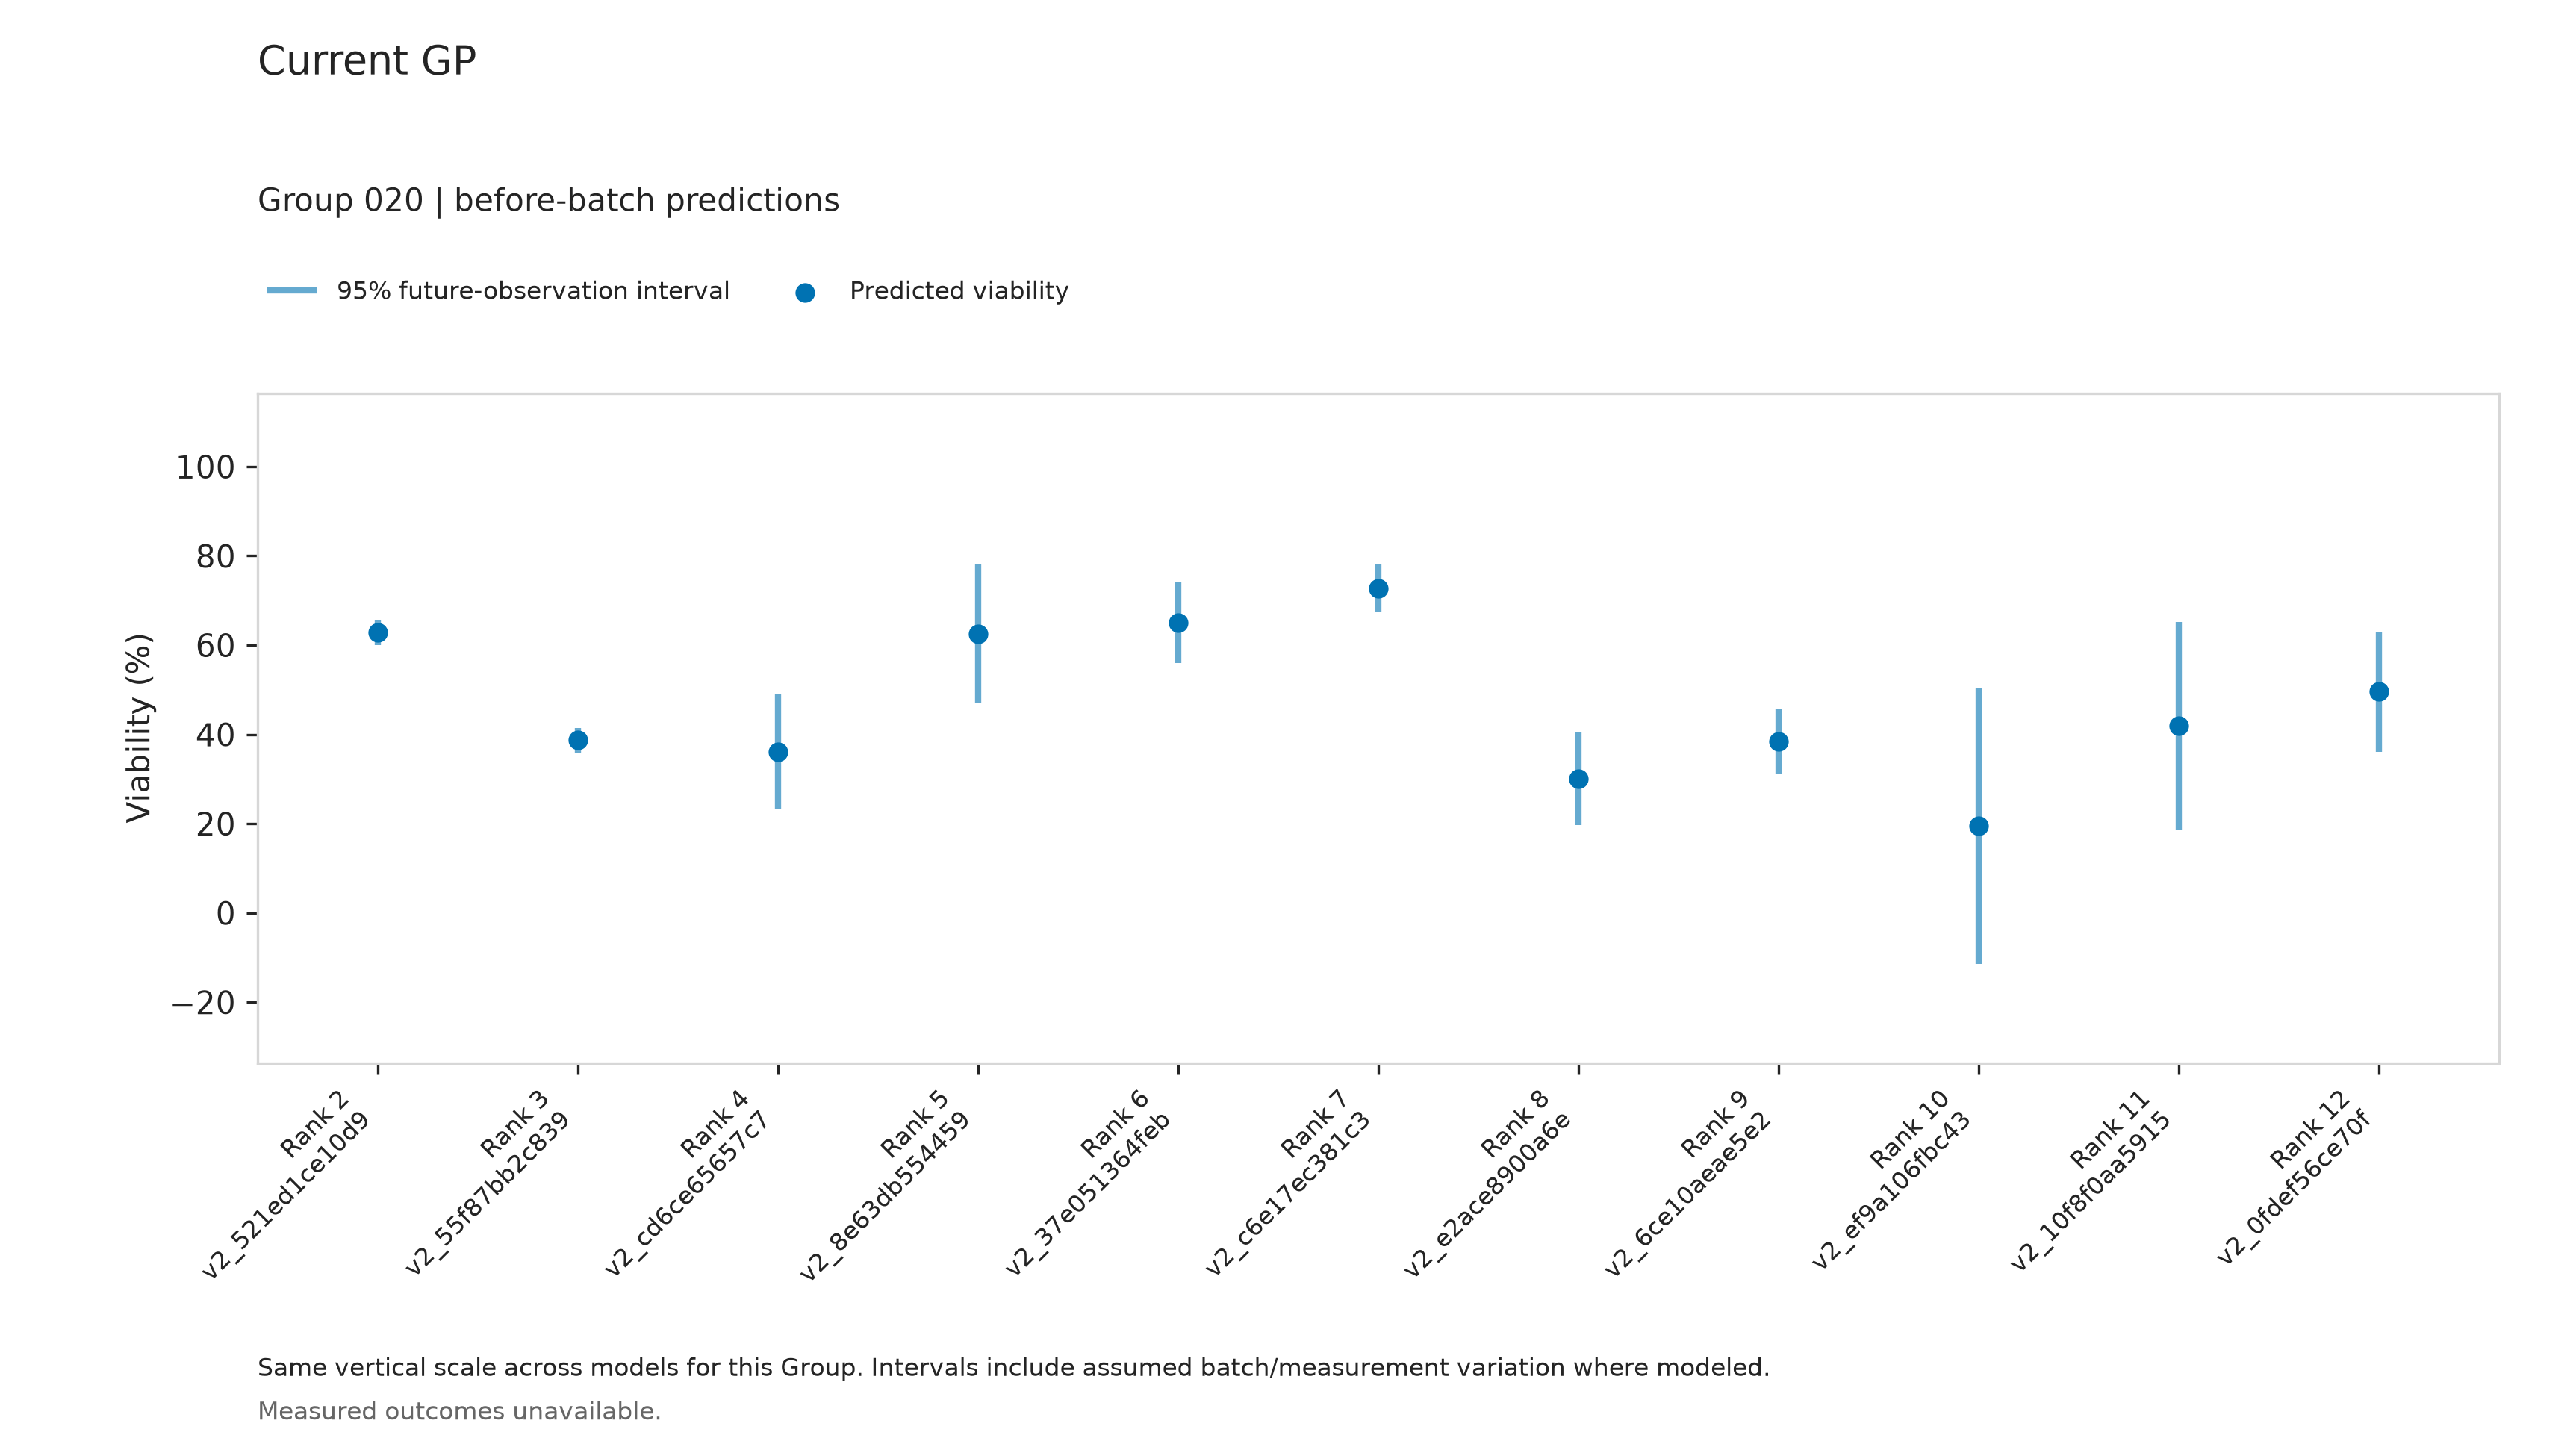 Current GP
Group 020 | before-batch predictions
95% future-observation interval
Predicted viability
Viability (%)
100
80
60
40
20
0
−20
Rank 2
v2_521ed1ce10d9
Rank 3
v2_55f87bb2c839
Rank 4
v2_cd6ce65657c7
Rank 5
v2_8e63db554459
Rank 6
v2_37e051364feb
Rank 7
v2_c6e17ec381c3
Rank 8
v2_e2ace8900a6e
Rank 9
v2_6ce10aeae5e2
Rank 10
v2_ef9a106fbc43
Rank 11
v2_10f8f0aa5915
Rank 12
v2_0fdef56ce70f
Same vertical scale across models for this Group. Intervals include assumed batch/measurement variation where modeled.
Measured outcomes unavailable.